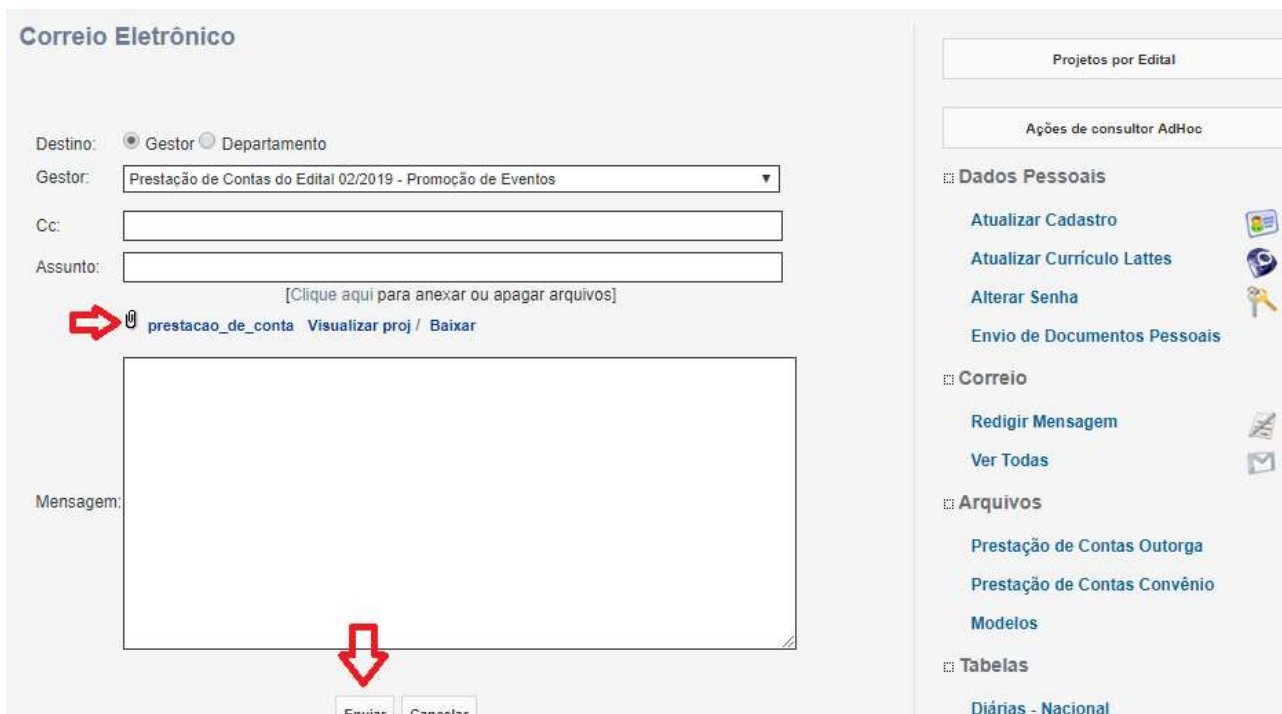 Correio Eletrônico
Destino: Gestor Departamento
Gestor: Prestação de Contas do Edital 02/2019 - Promoção de Eventos
Cc:
Assunto:
[Clique aqui para anexar ou apagar arquivos]
prestacao_de_conta Visualizar proj / Baixar
Mensagem:
Enviar Cancelar
Projetos por Edital
Ações de consultor AdHoc
Dados Pessoais
Atualizar Cadastro
Atualizar Currículo Lattes
Alterar Senha
Envio de Documentos Pessoais
Correio
Redigir Mensagem
Ver Todas
Arquivos
Prestação de Contas Outorga
Prestação de Contas Convênio
Modelos
Tabelas
Diárias - Nacional